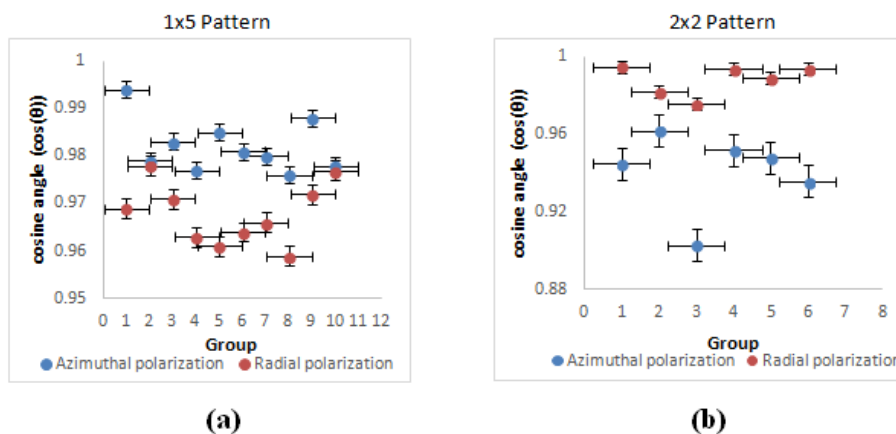 1x5 Pattern
1
0.99
0.98
0.97
0.96
0.95
cosine angle (cos(θ))
0 1 2 3 4 5 6 7 8 9 10 11 12
Group
Azimuthal polarization Radial polarization
(a)
2x2 Pattern
1
0.96
0.92
0.88
cosine angle (cos(θ))
0 1 2 3 4 5 6 7 8
Group
Azimuthal polarization Radial polarization
(b)